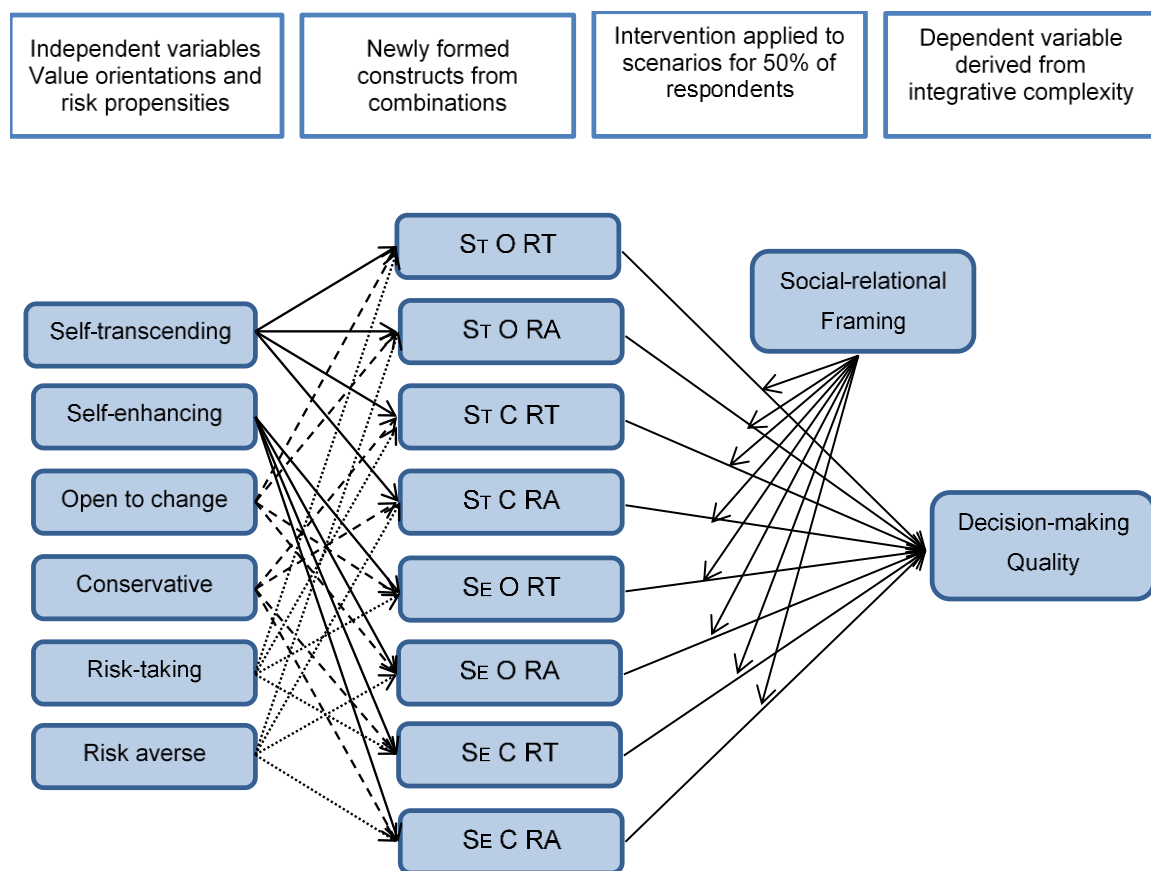 Independent variables
Value orientations and
risk propensities
Newly formed
constructs from
combinations
Intervention applied to
scenarios for 50% of
respondents
Dependent variable
derived from
integrative complexity
Self-transcending
Self-enhancing
Open to change
Conservative
Risk-taking
Risk averse
ST O RT
ST O RA
ST C RT
ST C RA
SE O RT
SE O RA
SE C RT
SE C RA
Social-relational
Framing
Decision-making
Quality